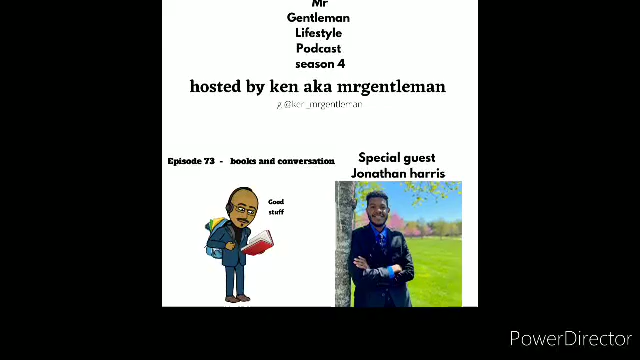 Mr
Gentleman
Lifestyle
Podcast
season 4
hosted by ken aka mrgentleman
@ken_mrgentleman
Episode 73 - books and conversation
Special guest
Jonathan harris
Good
stuff
PowerDirector